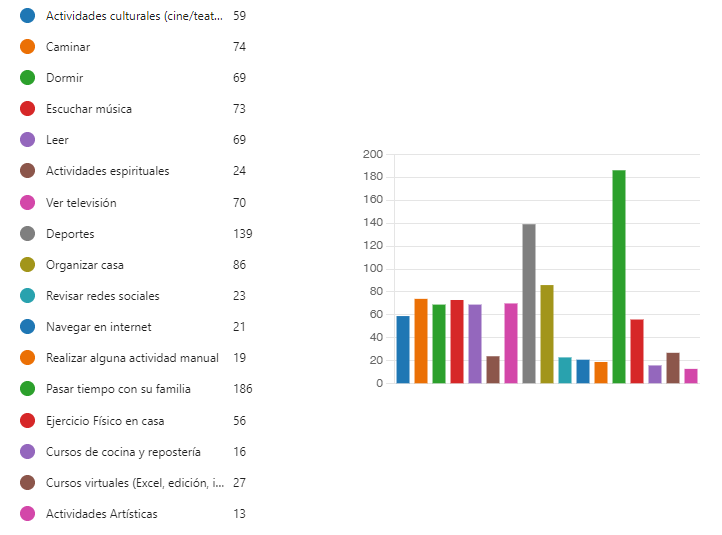 Actividades culturales (cine/teat... 59
Caminar 74
Dormir 69
Escuchar música 73
Leer 69
Actividades espirituales 24
Ver televisión 70
Deportes 139
Organizar casa 86
Revisar redes sociales 23
Navegar en internet 21
Realizar alguna actividad manual 19
Pasar tiempo con su familia 186
Ejercicio Físico en casa 56
Cursos de cocina y repostería 16
Cursos virtuales (Excel, edición, i... 27
Actividades Artísticas 13
200
180
160
140
120
100
80
60
40
20
0